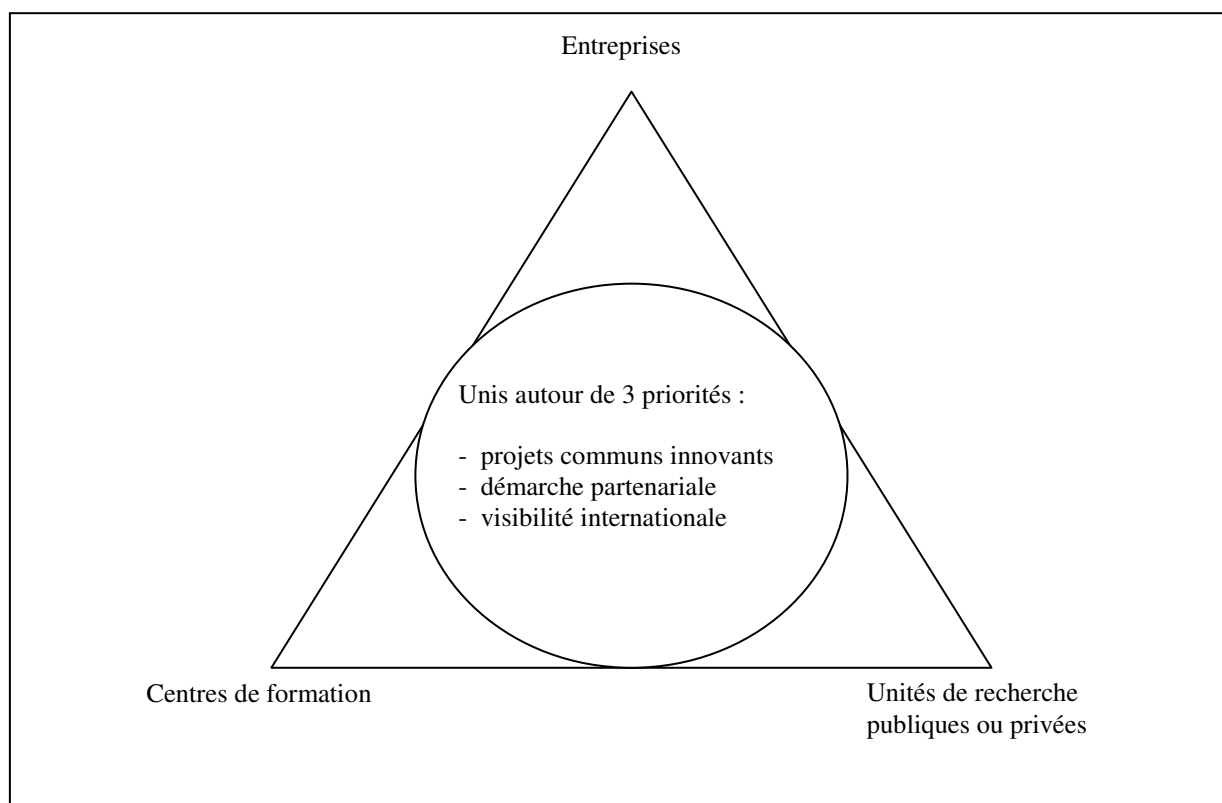 Entreprises
Unis autour de 3 priorités :
- projets communs innovants
- démarche partenariale
- visibilité internationale
Centres de formation
Unités de recherche
publiques ou privées